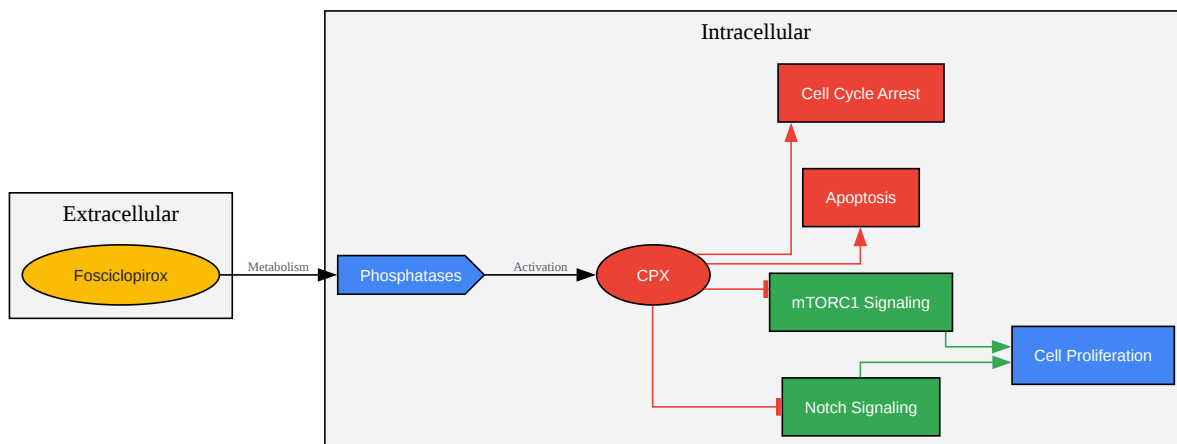 Intracellular
Cell Cycle Arrest
Extracellular
Apoptosis
Fosciclopirox
Metabolism
Phosphatases
Activation
CPX
mTORC1 Signaling
Cell Proliferation
Notch Signaling